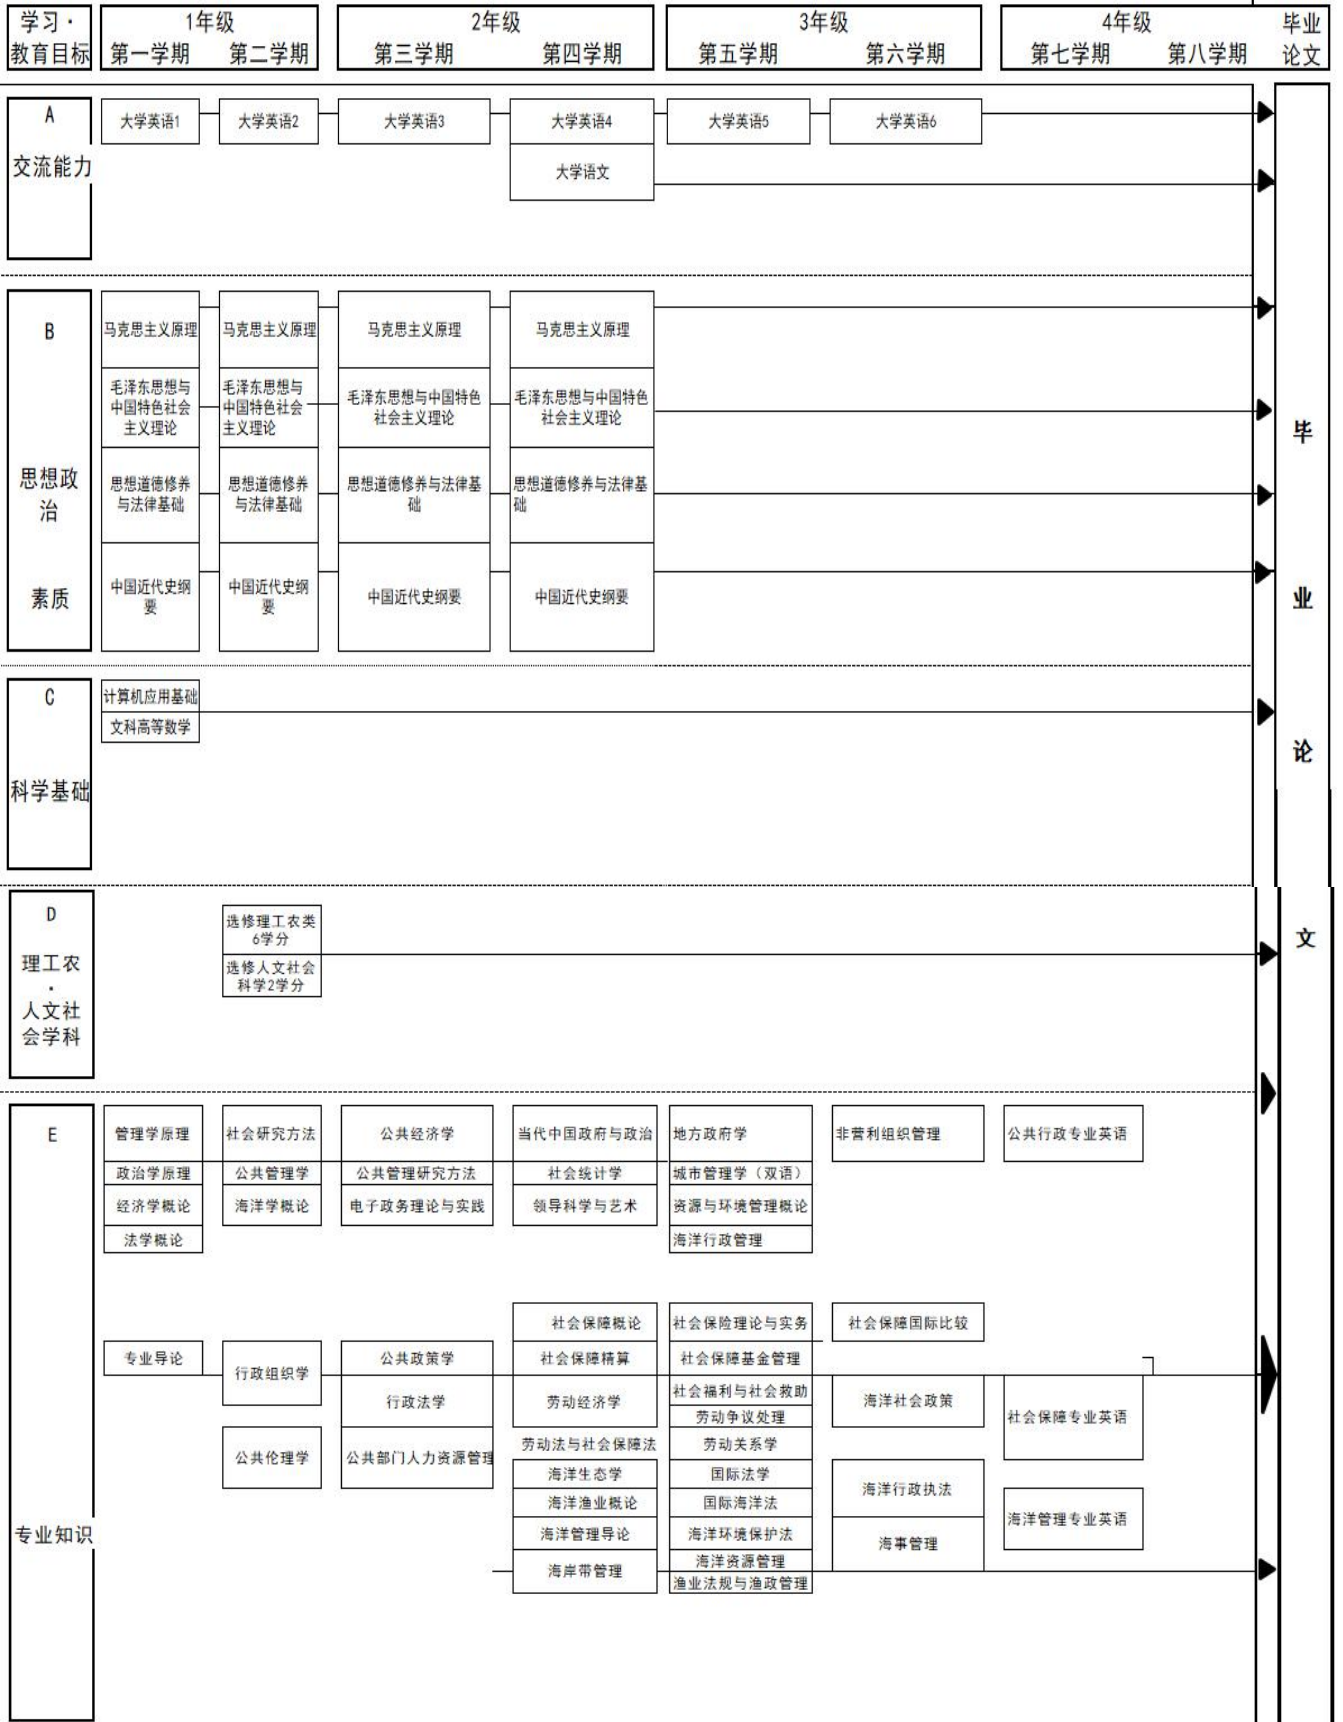 学习·
教育目标
1年级
第一学期 第二学期
2年级
第三学期 第四学期
3年级
第五学期 第六学期
4年级
第七学期 第八学期
毕业
论文
A
交流能力
大学英语1
大学英语2
大学英语3
大学英语4
大学英语5
大学英语6
大学语文
B
思想政
治
素质
马克思主义原理
马克思主义原理
马克思主义原理
马克思主义原理
毛泽东思想与
中国特色社会
主义理论
毛泽东思想与
中国特色社会
主义理论
毛泽东思想与中国特色
社会主义理论
毛泽东思想与中国特色
社会主义理论
思想道德修养
与法律基础
思想道德修养
与法律基础
思想道德修养与法律基
础
思想道德修养与法律基
础
中国近代史纲
要
中国近代史纲
要
中国近代史纲要
中国近代史纲要
C
科学基础
计算机应用基础
文科高等数学
D
理工农
·
人文社
会学科
选修理工农类
6学分
选修人文社会
科学2学分
E
专业知识
管理学原理
社会研究方法
公共经济学
当代中国政府与政治
地方政府学
非营利组织管理
公共行政专业英语
政治学原理
公共管理学
公共管理研究方法
社会统计学
城市管理学（双语）
经济学概论
海洋学概论
电子政务理论与实践
领导科学与艺术
资源与环境管理概论
法学概论
海洋行政管理
社会保障概论
社会保险理论与实务
社会保障国际比较
专业导论
行政组织学
公共政策学
社会保障精算
社会保障基金管理
行政法学
劳动经济学
社会福利与社会救助
海洋社会政策
社会保障专业英语
劳动争议处理
公共伦理学
公共部门人力资源管理
劳动法与社会保障法
劳动关系学
海洋生态学
国际法学
海洋行政执法
海洋渔业概论
国际海洋法
海洋管理专业英语
海洋管理导论
海洋环境保护法
海事管理
海岸带管理
海洋资源管理
渔业法规与渔政管理
毕
业
论
文